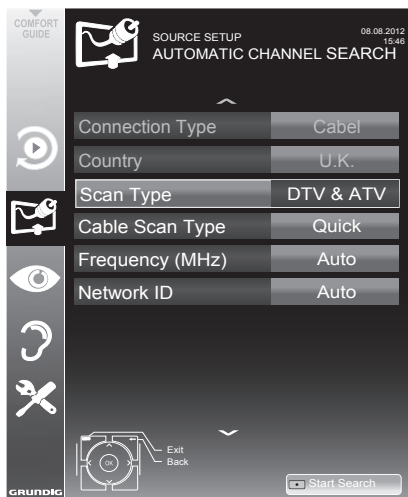 COMFORT
GUIDE
SOURCE SETUP
08.08.2012
AUTOMATIC CHANNEL SEARCH
15:46
Connection Type Cabel
Country U.K.
Scan Type DTV & ATV
Cable Scan Type Quick
Frequency (MHz) Auto
Network ID Auto
Exit
OK
Back
Start Search
GRUNDIG